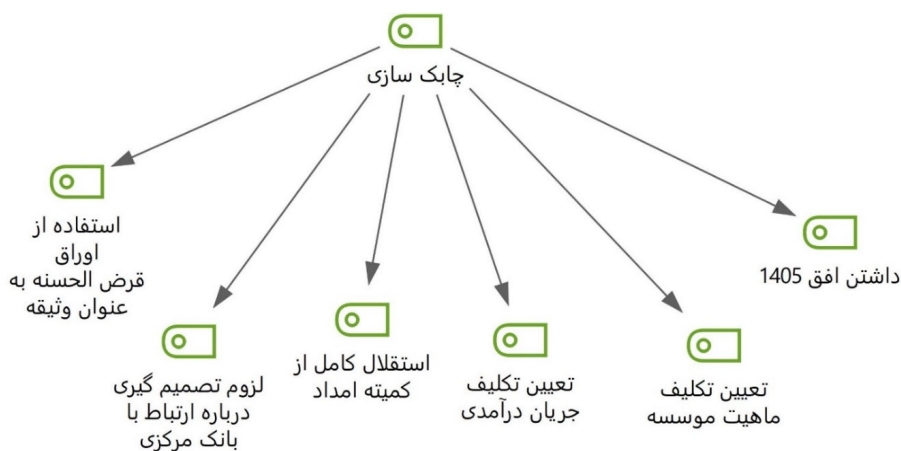 چابک سازی
داشتن افق 1405
تعیین تکلیف
ماهیت موسسه
تعیین تکلیف
جریان درآمدی
استقلال کامل از
کمیته امداد
لزوم تصمیم گیری
درباره ارتباط با
بانک مرکزی
استفاده از
اوراق
قرض الحسنه به
عنوان وثیقه